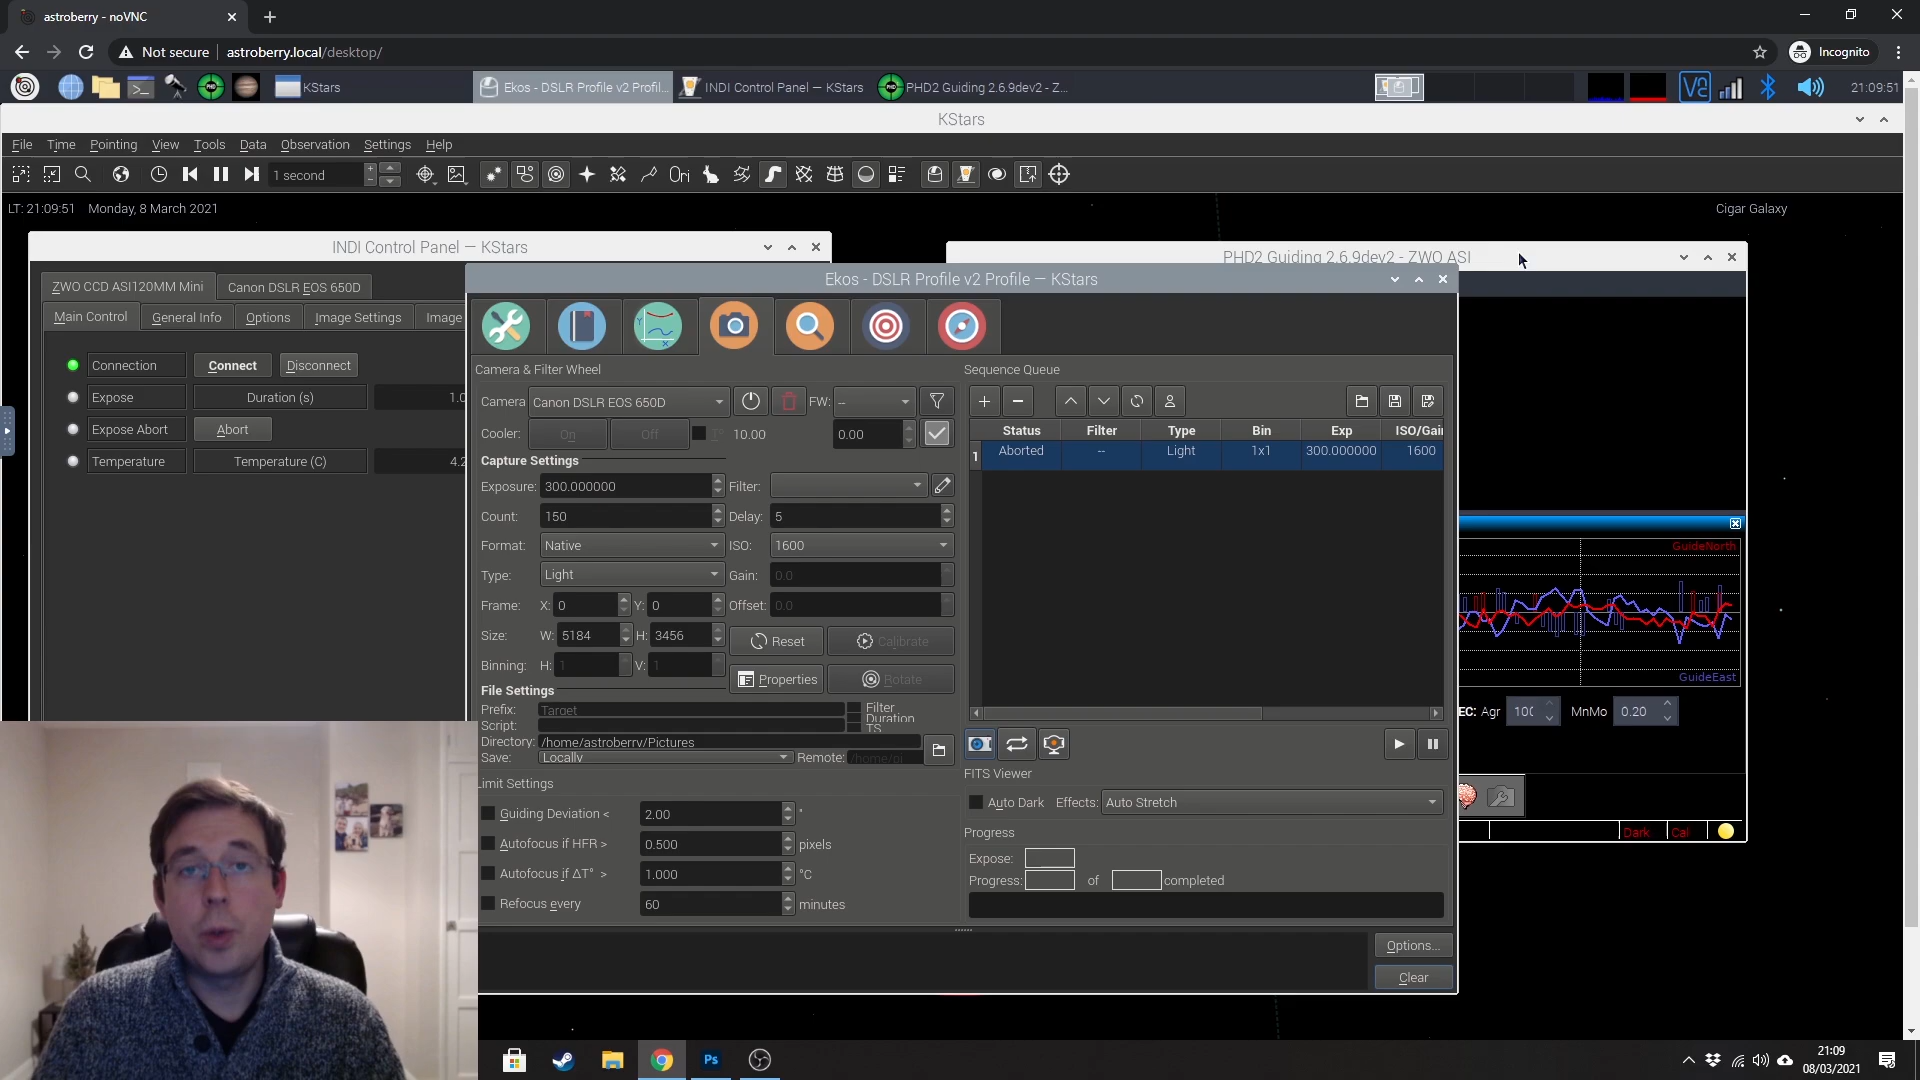 astroberry - noVNC
Not secure astroberry.local/desktop/
Incognito
KStars
Ekos - DSLR Profile v2 Profil...
INDI Control Panel — KStars
PHD2 Guiding 2.6.9dev2 - Z...
21:09:51
KStars
File Time Pointing View Tools Data Observation Settings Help
1 second
LT: 21:09:51 Monday, 8 March 2021
Cigar Galaxy
INDI Control Panel — KStars
PHD2 Guiding 2.6.9dev2 - ZWO ASI
Ekos - DSLR Profile v2 Profile — KStars
ZWO CCD ASI120MM Mini
Canon DSLR EOS 650D
Main Control
General Info
Options
Image Settings
Image
Connection
Connect
Disconnect
Expose
Duration (s)
1.0
Expose Abort
Abort
Temperature
Temperature (C)
4.2
Camera & Filter Wheel
Camera Canon DSLR EOS 650D FW: --
Cooler: On Off T° 10.00 0.00
Capture Settings
Exposure: 300.000000 Filter:
Count: 150 Delay: 5
Format: Native ISO: 1600
Type: Light Gain: 0.0
Frame: X: 0 Y: 0 Offset: 0.0
Size: W: 5184 H: 3456 Reset Calibrate
Binning: H: 1 V: 1 Properties Rotate
File Settings
Prefix: Target Filter
Duration
Script: TS
Directory: /home/astroberry/Pictures
Save: Locally Remote: /home/pi
Limit Settings
Guiding Deviation < 2.00 "
Autofocus if HFR > 0.500 pixels
Autofocus if ΔT° > 1.000 °C
Refocus every 60 minutes
Sequence Queue
Status Filter Type Bin Exp ISO/Gai
1 Aborted -- Light 1x1 300.000000 1600
FITS Viewer
Auto Dark Effects: Auto Stretch
Progress
Expose:
Progress: of completed
Options...
Clear
GuideNorth
GuideEast
EC: Agr 100 MnMo 0.20
Dark Cal
21:09
08/03/2021